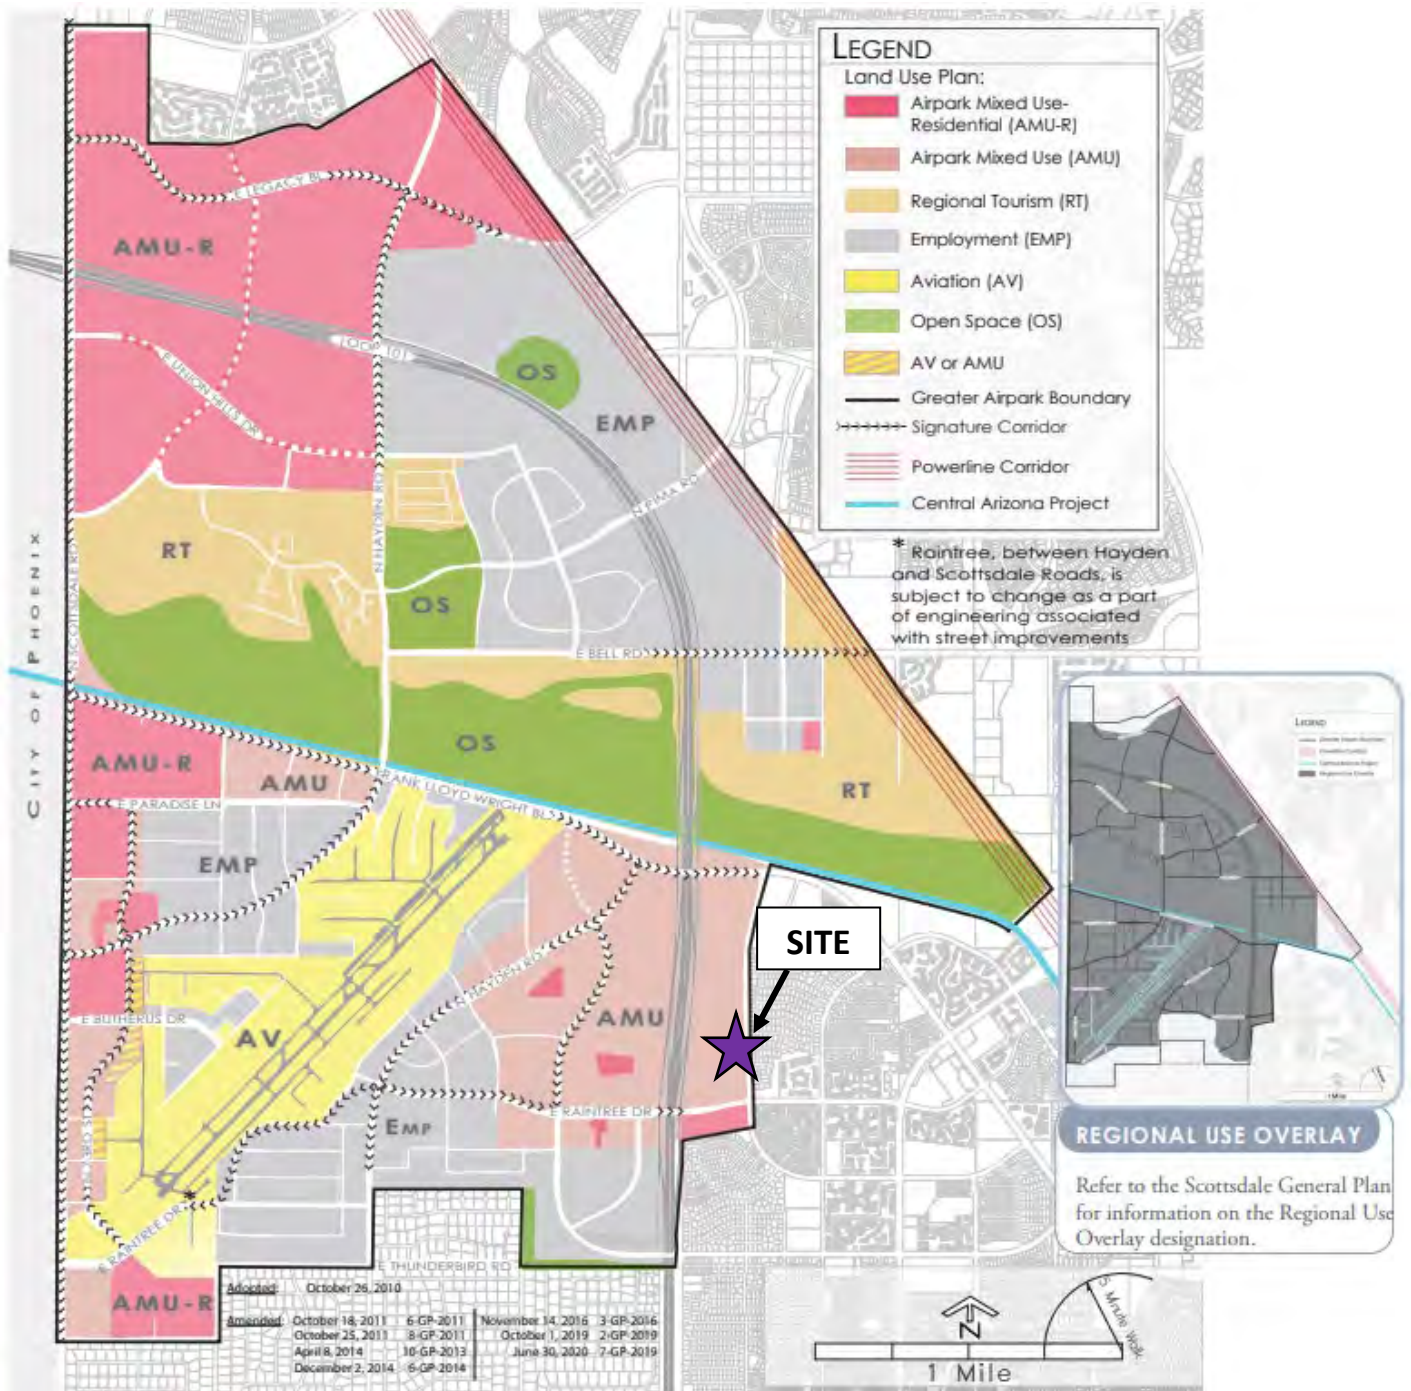 LEGEND
Land Use Plan:
Airpark Mixed Use-
Residential (AMU-R)
Airpark Mixed Use (AMU)
Regional Tourism (RT)
Employment (EMP)
Aviation (AV)
Open Space (OS)
AV or AMU
Greater Airpark Boundary
Signature Corridor
Powerline Corridor
Central Arizona Project
* Raintree, between Hayden
and Scottsdale Roads, is
subject to change as a part
of engineering associated
with street improvements
E LEGACY BL
AMU-R
LOOP 101
E UNION HILLS DR
OS
EMP
N HAYDEN RD
N PIMA RD
RT
OS
CITY OF PHOENIX
N SCOTTSDALE RD
E BELL RD
OS
AMU-R
AMU
FRANK LLOYD WRIGHT BL
RT
E PARADISE LN
EMP
SITE
N HAYDEN RD
AMU
E BUTHERUS DR
AV
E RAINTREE DR
EMP
N 73RD ST
*
E RAINTREE DR
E THUNDERBIRD RD
AMU-R
Adopted: October 26, 2010
Amended: October 18, 2011 6-GP-2011
October 25, 2011 8-GP-2011
April 8, 2014 10-GP-2013
December 2, 2014 6-GP-2014
November 14, 2016 3-GP-2016
October 1, 2019 2-GP-2019
June 30, 2020 7-GP-2019
N
1 Mile
5 Minute Walk
LEGEND
1 Mile
REGIONAL USE OVERLAY
Refer to the Scottsdale General Plan
for information on the Regional Use
Overlay designation.